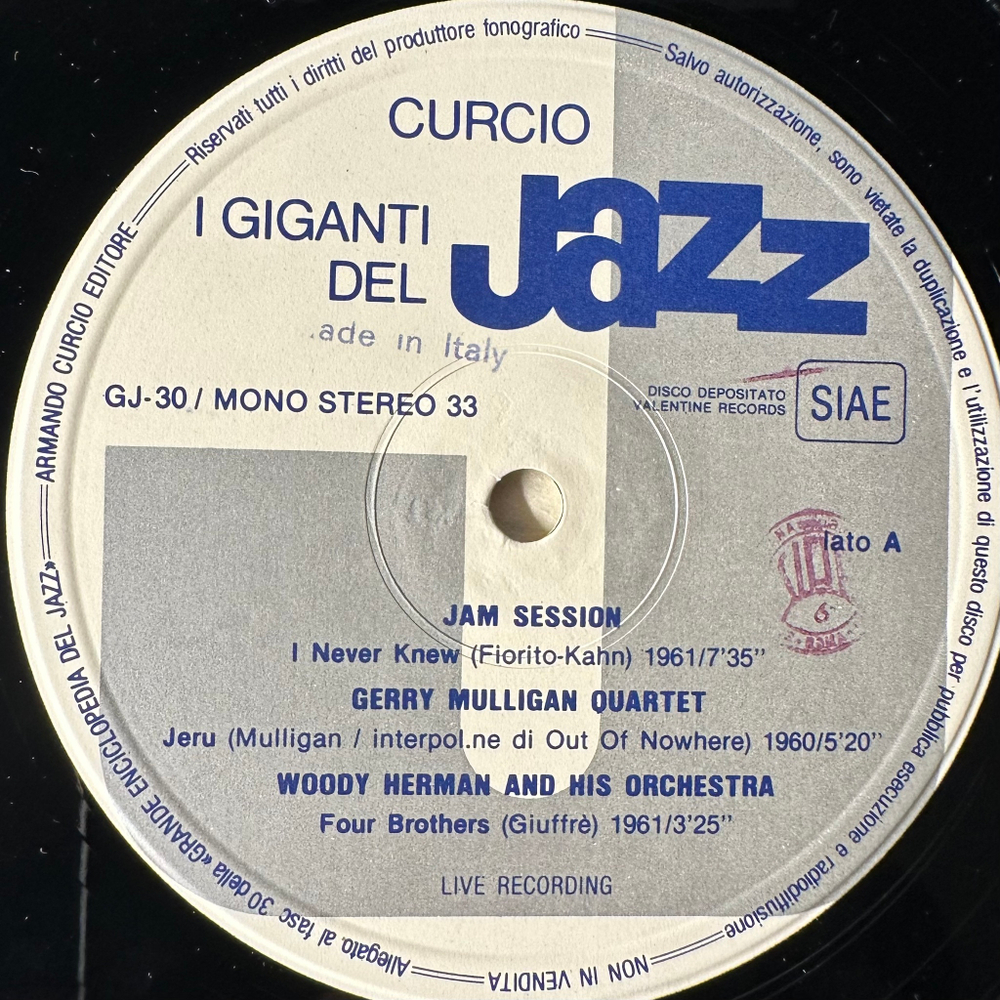 Riservati tutti i diritti del produttore fonografico
Salvo autorizzazione, sono vietate la duplicazione e l'utilizzazione di questo disco per pubblica esecuzione e radiodiffusione
NON IN VENDITA
Allegato al fasc. 30 della «GRANDE ENCICLOPEDIA DEL JAZZ»
ARMANDO CURCIO EDITORE
CURCIO
I GIGANTI
DEL
Jazz
ade in Italy
GJ-30 / MONO STEREO 33
DISCO DEPOSITATO
VALENTINE RECORDS
SIAE
lato A
6
ROMA
JAM SESSION
I Never Knew (Fiorito-Kahn) 1961/7'35"
GERRY MULLIGAN QUARTET
Jeru (Mulligan / interpol.ne di Out Of Nowhere) 1960/5'20"
WOODY HERMAN AND HIS ORCHESTRA
Four Brothers (Giuffrè) 1961/3'25"
LIVE RECORDING